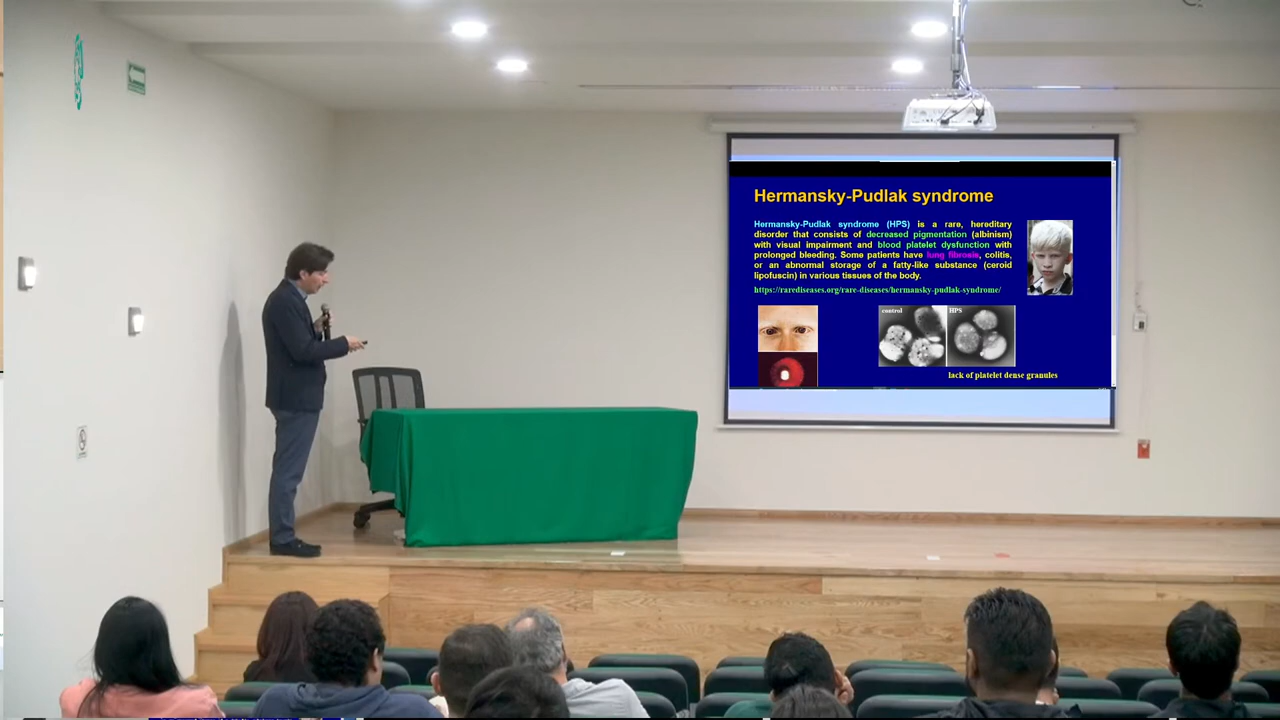 Hermansky-Pudlak syndrome
Hermansky-Pudlak syndrome (HPS) is a rare, hereditary
disorder that consists of decreased pigmentation (albinism)
with visual impairment and blood platelet dysfunction with
prolonged bleeding. Some patients have lung fibrosis, colitis,
or an abnormal storage of a fatty-like substance (ceroid
lipofuscin) in various tissues of the body.
https://rarediseases.org/rare-diseases/hermansky-pudlak-syndrome/
control
HPS
lack of platelet dense granules